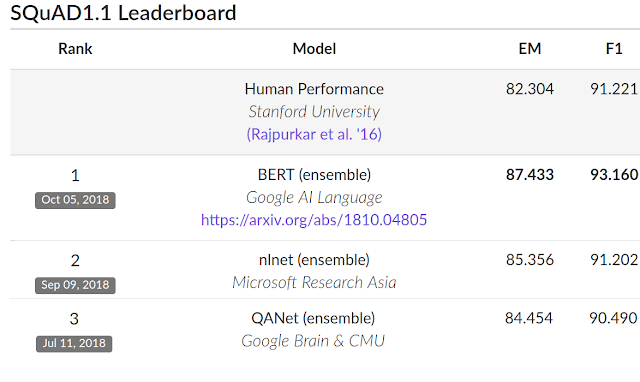 SQuAD1.1 Leaderboard
Rank Model EM F1
Human Performance 82.304 91.221
Stanford University
(Rajpurkar et al. '16)
1 BERT (ensemble) 87.433 93.160
Oct 05, 2018 Google AI Language
https://arxiv.org/abs/1810.04805
2 nlnet (ensemble) 85.356 91.202
Sep 09, 2018 Microsoft Research Asia
3 QANet (ensemble) 84.454 90.490
Jul 11, 2018 Google Brain & CMU